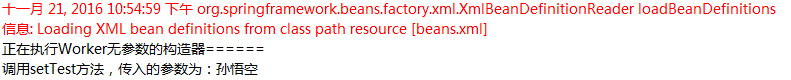 十一月 21, 2016 10:54:59 下午 org.springframework.beans.factory.xml.XmlBeanDefinitionReader loadBeanDefinitions
信息: Loading XML bean definitions from class path resource [beans.xml]
正在执行Worker无参数的构造器======
调用setTest方法，传入的参数为：孙悟空